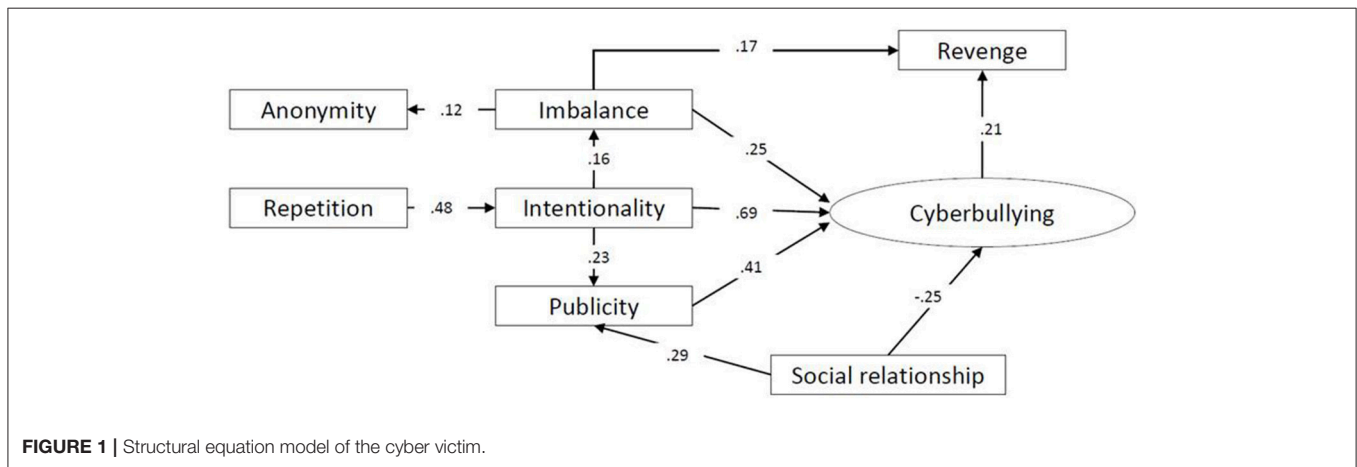 .17
Revenge
Anonymity
.12
Imbalance
.21
.25
.16
Repetition
.48
Intentionality
.69
Cyberbullying
.23
.41
Publicity
-.25
.29
Social relationship
FIGURE 1 | Structural equation model of the cyber victim.